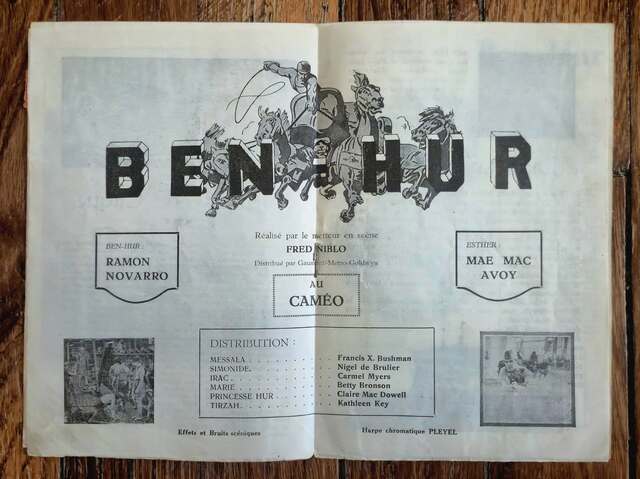 BEN-HUR
Réalisé par le metteur en scène
FRED NIBLO
Distribué par Gaumont-Metro-Goldwyn
BEN-HUR :
RAMON
NOVARRO
ESTHER :
MAE MAC
AVOY
AU
CAMÉO
DISTRIBUTION :
MESSALA . . . . . . . . . . . . Francis X. Bushman
SIMONIDE. . . . . . . . . . . . Nigel de Brulier
IRAC. . . . . . . . . . . . . . Carmel Myers
MARIE . . . . . . . . . . . . . Betty Bronson
PRINCESSE HUR . . . . . . . . . Claire Mac Dowell
TIRZAH. . . . . . . . . . . . . Kathleen Key
Effets et Bruits scéniques
Harpe chromatique PLEYEL